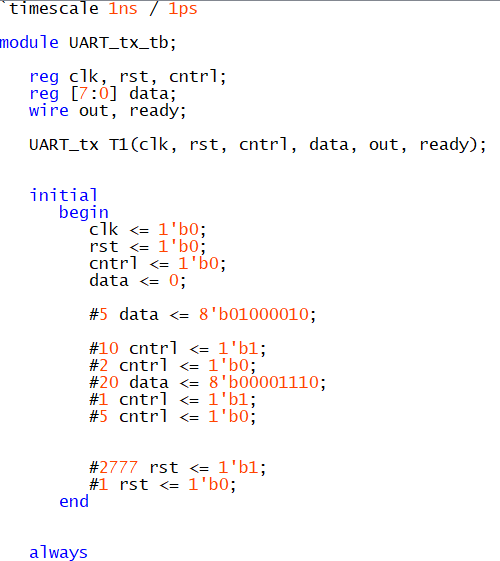 `timescale 1ns / 1ps
module UART_tx_tb;
reg clk, rst, cntrl;
reg [7:0] data;
wire out, ready;
UART_tx T1(clk, rst, cntrl, data, out, ready);
initial
begin
clk <= 1'b0;
rst <= 1'b0;
cntrl <= 1'b0;
data <= 0;
#5 data <= 8'b01000010;
#10 cntrl <= 1'b1;
#2 cntrl <= 1'b0;
#20 data <= 8'b00001110;
#1 cntrl <= 1'b1;
#5 cntrl <= 1'b0;
#2777 rst <= 1'b1;
#1 rst <= 1'b0;
end
always